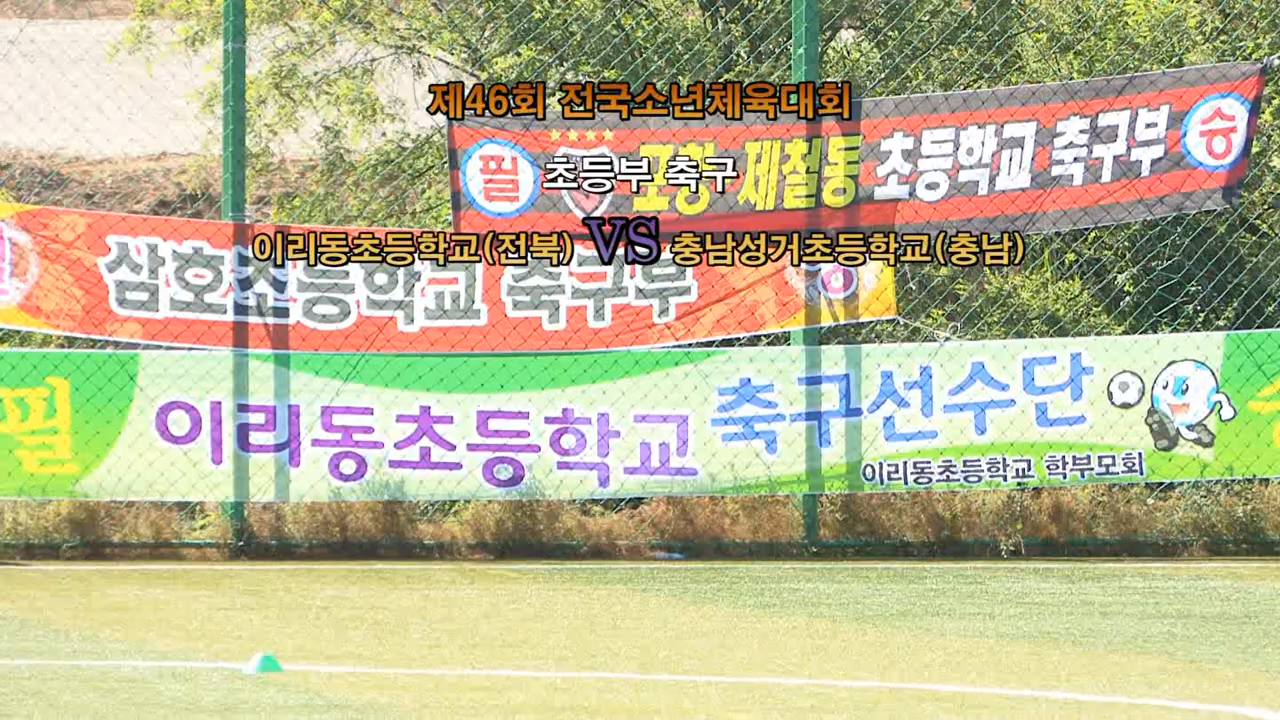 제46회 전국소년체육대회
초등부 축구
이리동초등학교(전북) VS 충남성거초등학교(충남)
필 포항 제철동 초등학교 축구부 승
삼호초등학교 축구부
필 이리동초등학교 축구선수단
이리동초등학교 학부모회